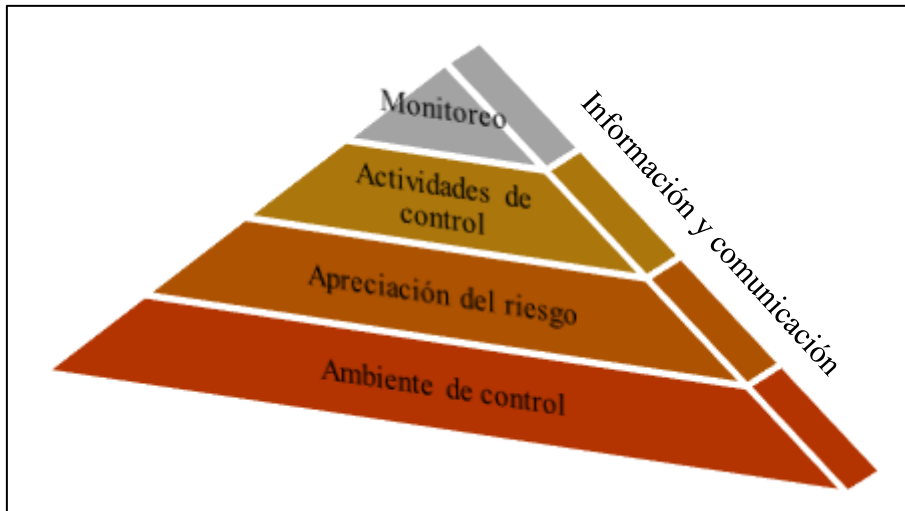 Monitoreo
Actividades de
control
Apreciación del riesgo
Ambiente de control
Información y comunicación